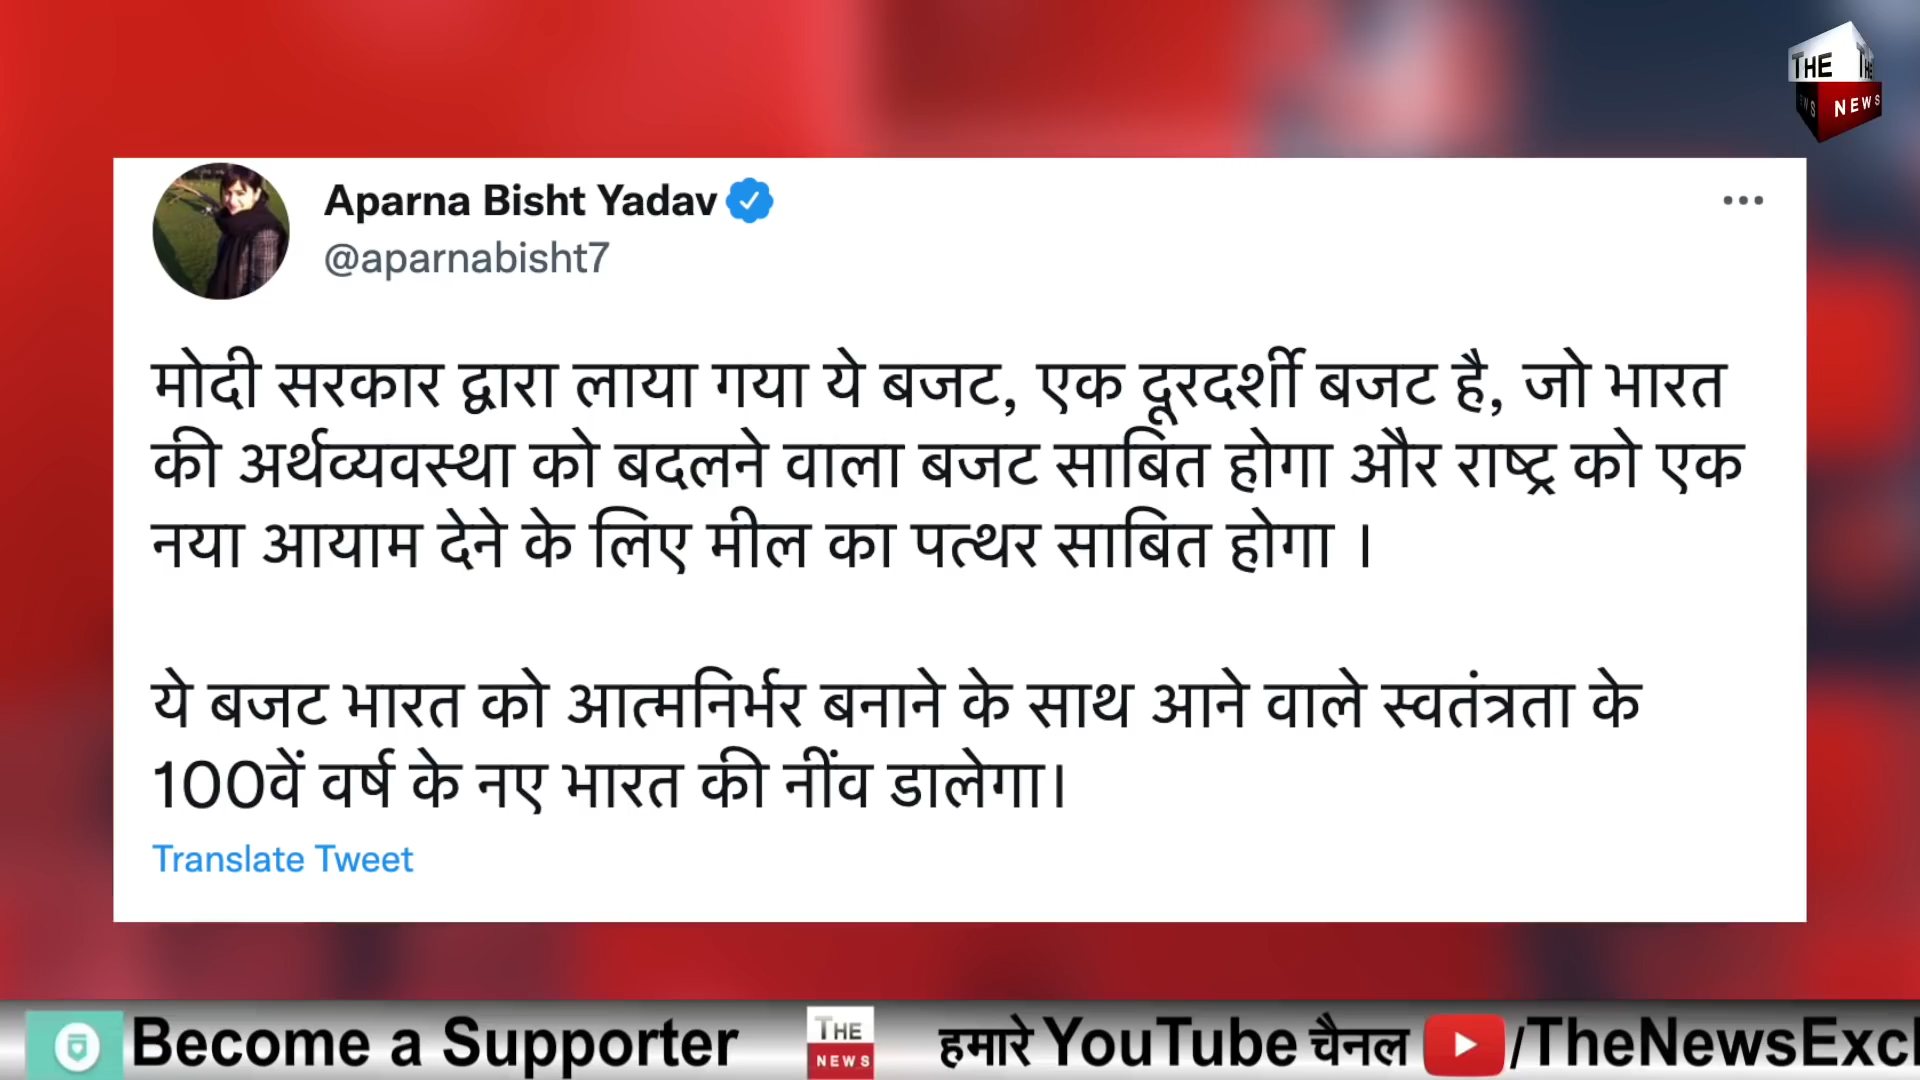 THE THE
NEWS
Aparna Bisht Yadav
@aparnabisht7
मोदी सरकार द्वारा लाया गया ये बजट, एक दूरदर्शी बजट है, जो भारत
की अर्थव्यवस्था को बदलने वाला बजट साबित होगा और राष्ट्र को एक
नया आयाम देने के लिए मील का पत्थर साबित होगा ।
ये बजट भारत को आत्मनिर्भर बनाने के साथ आने वाले स्वतंत्रता के
100वें वर्ष के नए भारत की नींव डालेगा।
Translate Tweet
Become a Supporter THE NEWS हमारे YouTube चैनल /TheNewsExcl